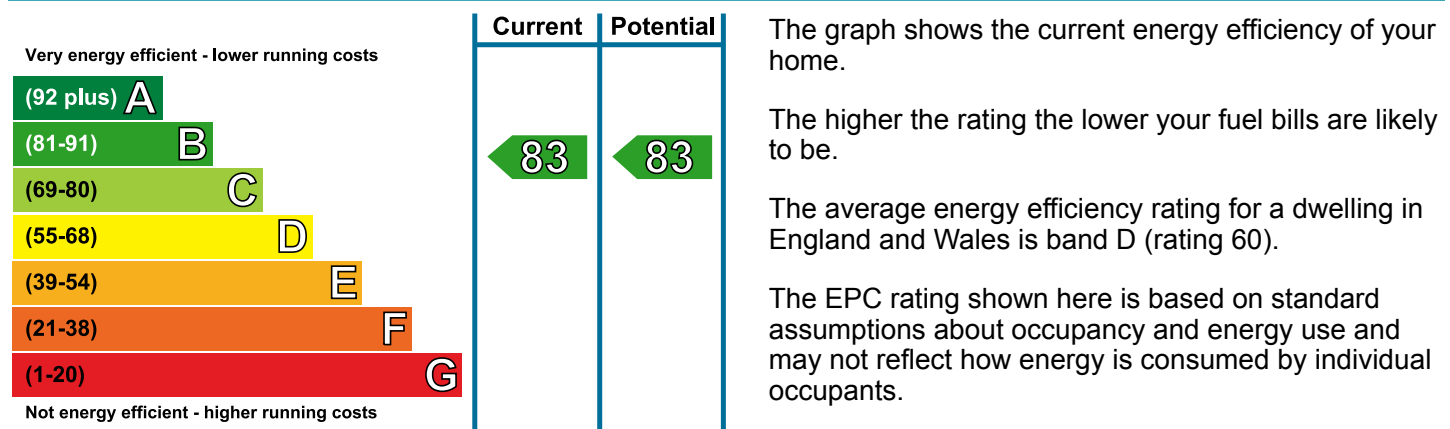 Current Potential
Very energy efficient - lower running costs
(92 plus) A
(81-91) B
83 83
(69-80) C
(55-68) D
(39-54) E
(21-38) F
(1-20) G
Not energy efficient - higher running costs
The graph shows the current energy efficiency of your
home.
The higher the rating the lower your fuel bills are likely
to be.
The average energy efficiency rating for a dwelling in
England and Wales is band D (rating 60).
The EPC rating shown here is based on standard
assumptions about occupancy and energy use and
may not reflect how energy is consumed by individual
occupants.